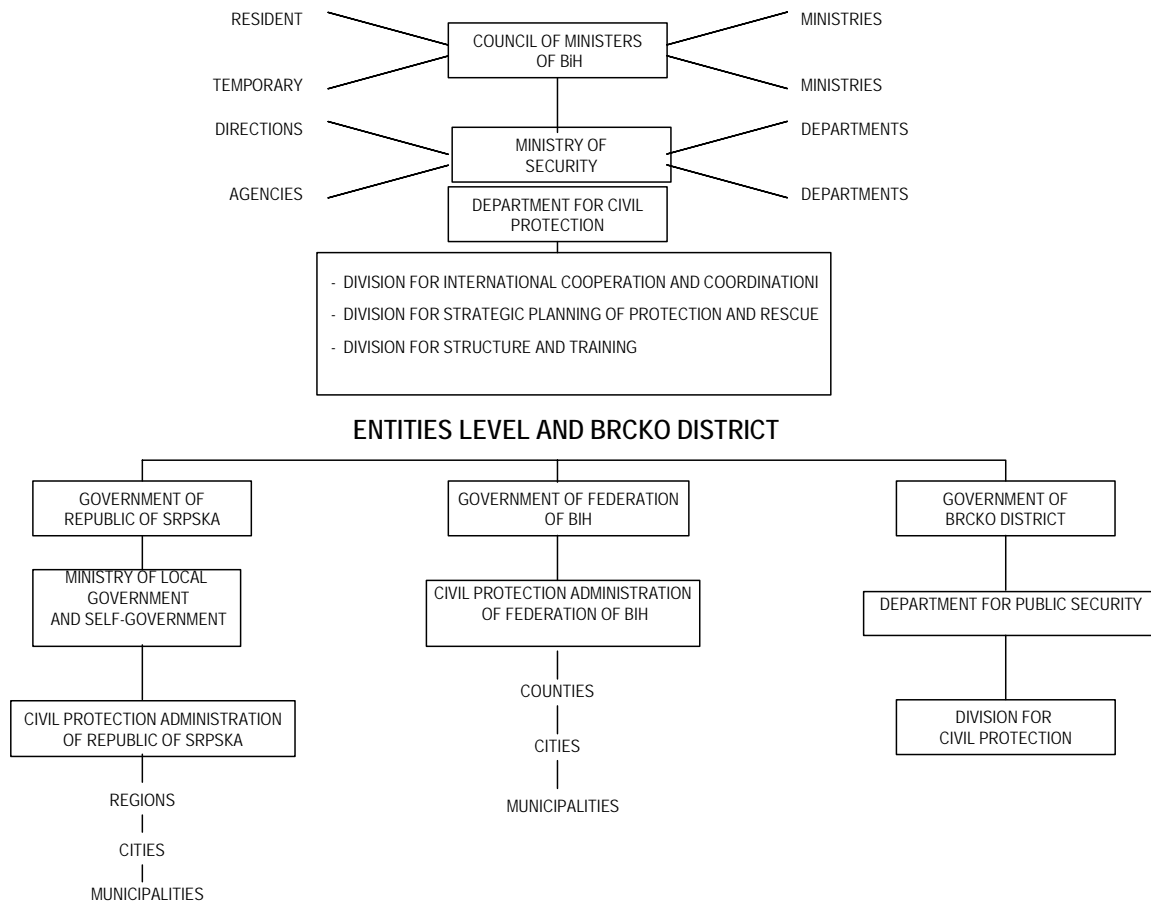 RESIDENT
MINISTRIES
COUNCIL OF MINISTERS
OF BiH
TEMPORARY
MINISTRIES
DIRECTIONS
DEPARTMENTS
MINISTRY OF
SECURITY
AGENCIES
DEPARTMENTS
DEPARTMENT FOR CIVIL
PROTECTION
- DIVISION FOR INTERNATIONAL COOPERATION AND COORDINATIONI
- DIVISION FOR STRATEGIC PLANNING OF PROTECTION AND RESCUE
- DIVISION FOR STRUCTURE AND TRAINING
ENTITIES LEVEL AND BRCKO DISTRICT
GOVERNMENT OF
REPUBLIC OF SRPSKA
MINISTRY OF LOCAL
GOVERNMENT
AND SELF-GOVERNMENT
CIVIL PROTECTION ADMINISTRATION
OF REPUBLIC OF SRPSKA
REGIONS
CITIES
MUNICIPALITIES
GOVERNMENT OF FEDERATION
OF BIH
CIVIL PROTECTION ADMINISTRATION
OF FEDERATION OF BIH
COUNTIES
CITIES
MUNICIPALITIES
GOVERNMENT OF
BRCKO DISTRICT
DEPARTMENT FOR PUBLIC SECURITY
DIVISION FOR
CIVIL PROTECTION